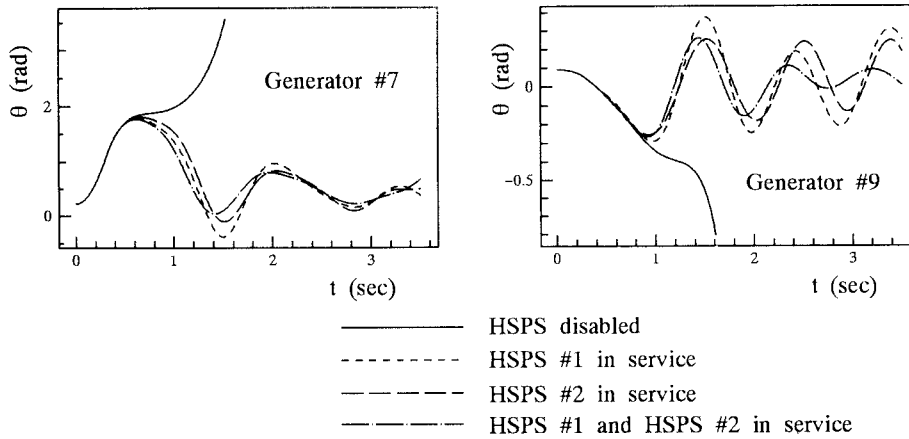 θ (rad)
2
0
Generator #7
0
1
2
3
t (sec)
θ (rad)
0
-0.5
Generator #9
0
1
2
3
t (sec)
HSPS disabled
HSPS #1 in service
HSPS #2 in service
HSPS #1 and HSPS #2 in service